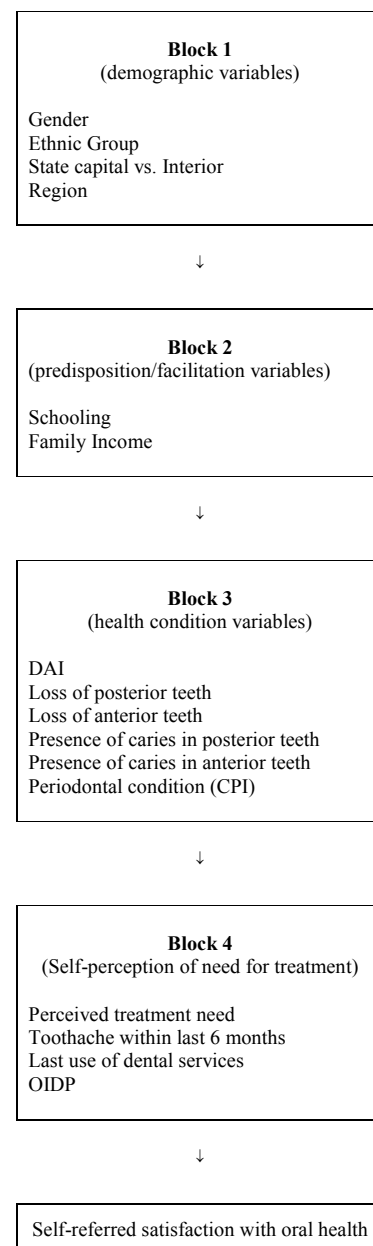 Block 1
(demographic variables)
Gender
Ethnic Group
State capital vs. Interior
Region
↓
Block 2
(predisposition/facilitation variables)
Schooling
Family Income
↓
Block 3
(health condition variables)
DAI
Loss of posterior teeth
Loss of anterior teeth
Presence of caries in posterior teeth
Presence of caries in anterior teeth
Periodontal condition (CPI)
↓
Block 4
(Self-perception of need for treatment)
Perceived treatment need
Toothache within last 6 months
Last use of dental services
OIDP
↓
Self-referred satisfaction with oral health